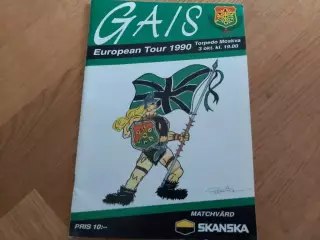 GAIS
European Tour 1990
Torpedo Moskva
3 okt. kl. 19.00
MATCHVÄRD
SKANSKA
PRIS 10:–